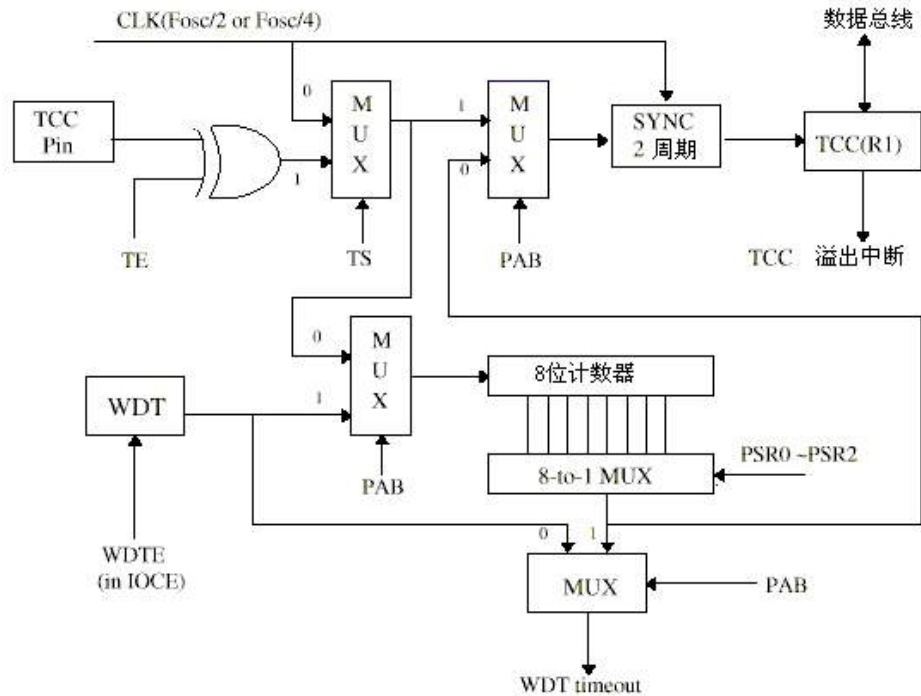 CLK(Fosc/2 or Fosc/4)
数据总线
0
TCC
Pin
M
U
X
1
M
U
X
SYNC
2 周期
TCC(R1)
1
0
TE
TS
PAB
TCC 溢出中断
0
M
U
X
8位计数器
WDT
1
PSR0 ~PSR2
PAB
8-to-1 MUX
0
1
WDTE
(in IOCE)
MUX
PAB
WDT timeout